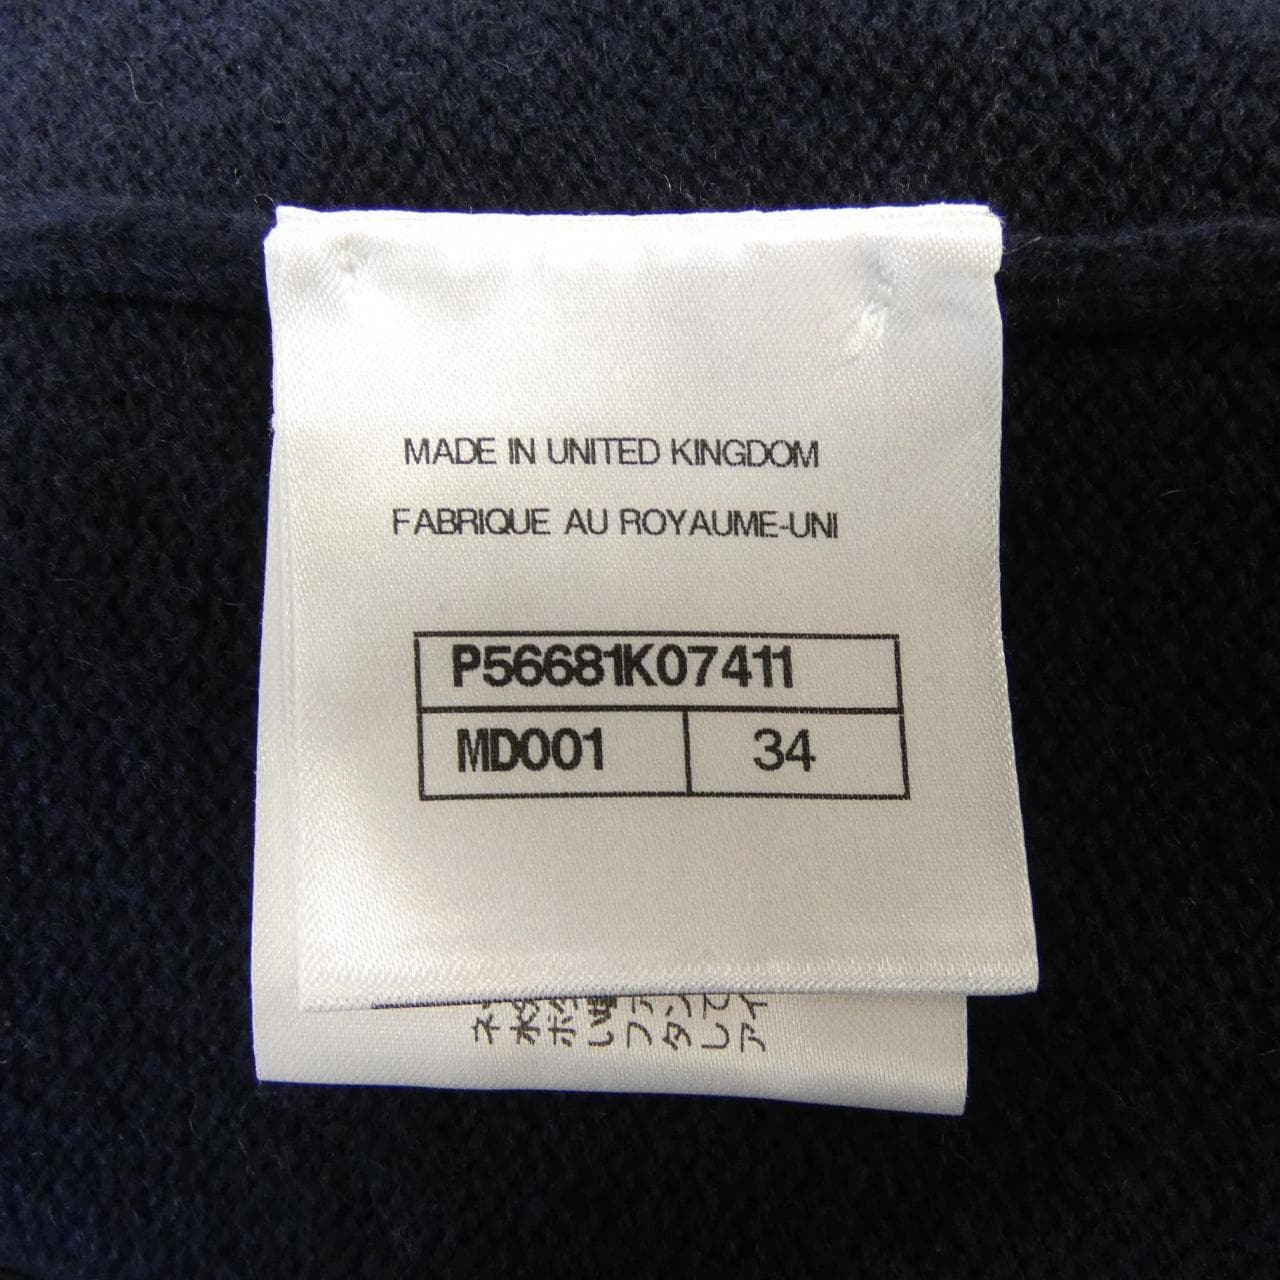 MADE IN UNITED KINGDOM
FABRIQUE AU ROYAUME-UNI
P56681K07411
MD001 34